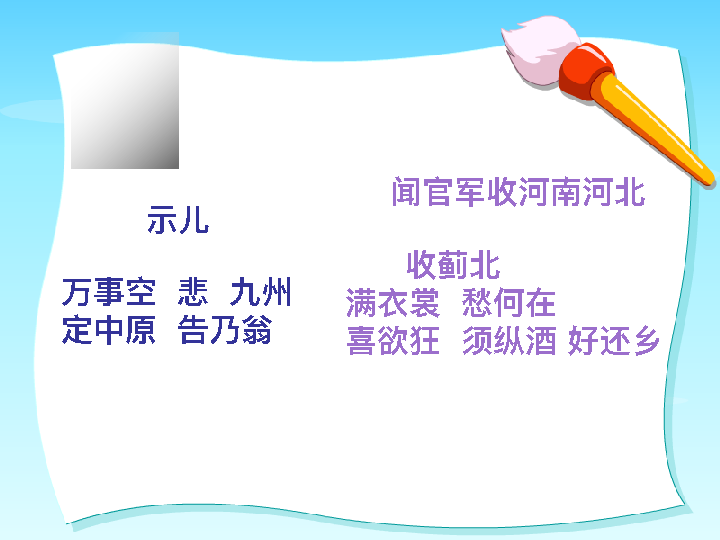 示儿
万事空 悲 九州
定中原 告乃翁
闻官军收河南河北
收蓟北
满衣裳 愁何在
喜欲狂 须纵酒 好还乡